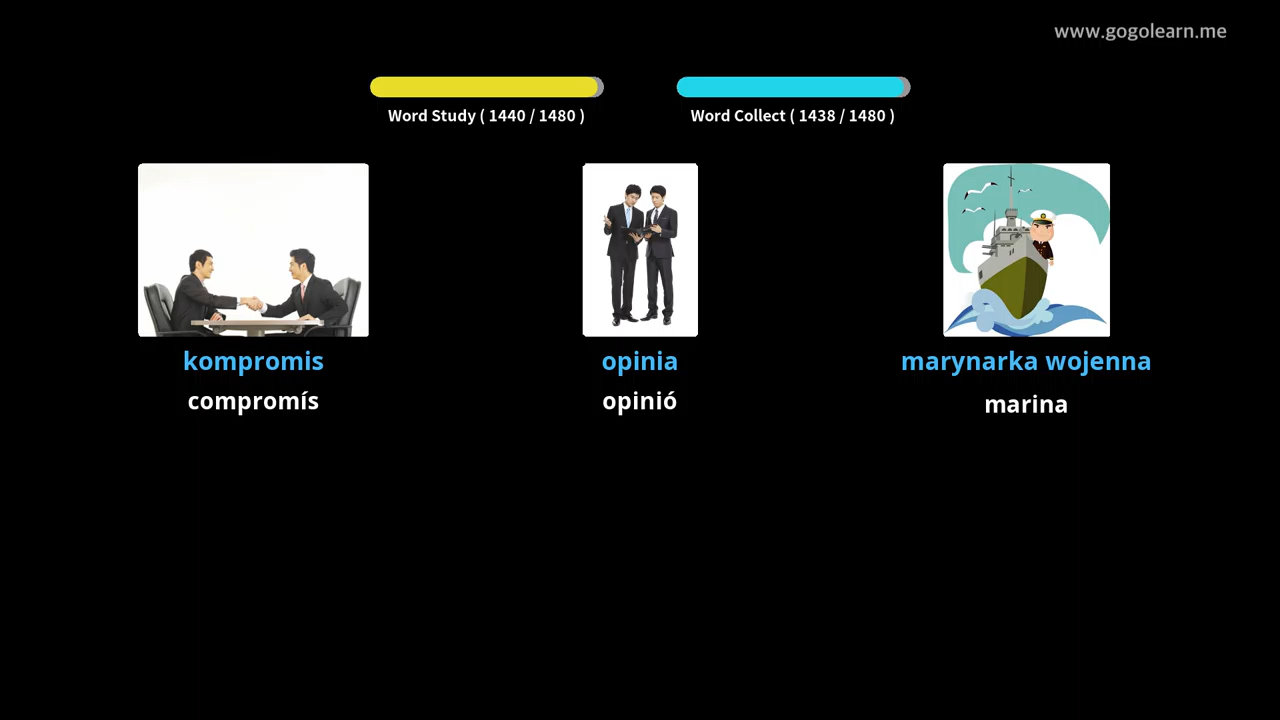 www.gogolearn.me
Word Study ( 1440 / 1480 )
Word Collect ( 1438 / 1480 )
kompromis
opinia
marynarka wojenna
compromís
opinió
marina